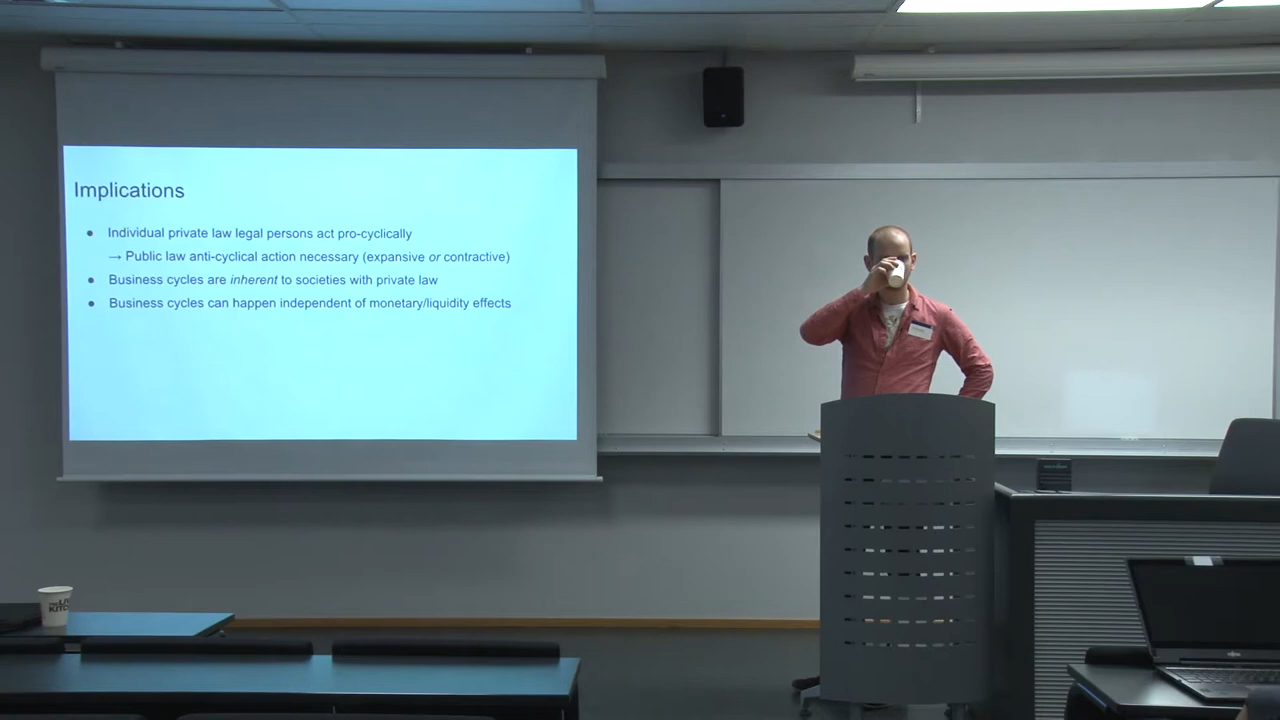 Implications
● Individual private law legal persons act pro-cyclically
→ Public law anti-cyclical action necessary (expansive or contractive)
● Business cycles are inherent to societies with private law
● Business cycles can happen independent of monetary/liquidity effects